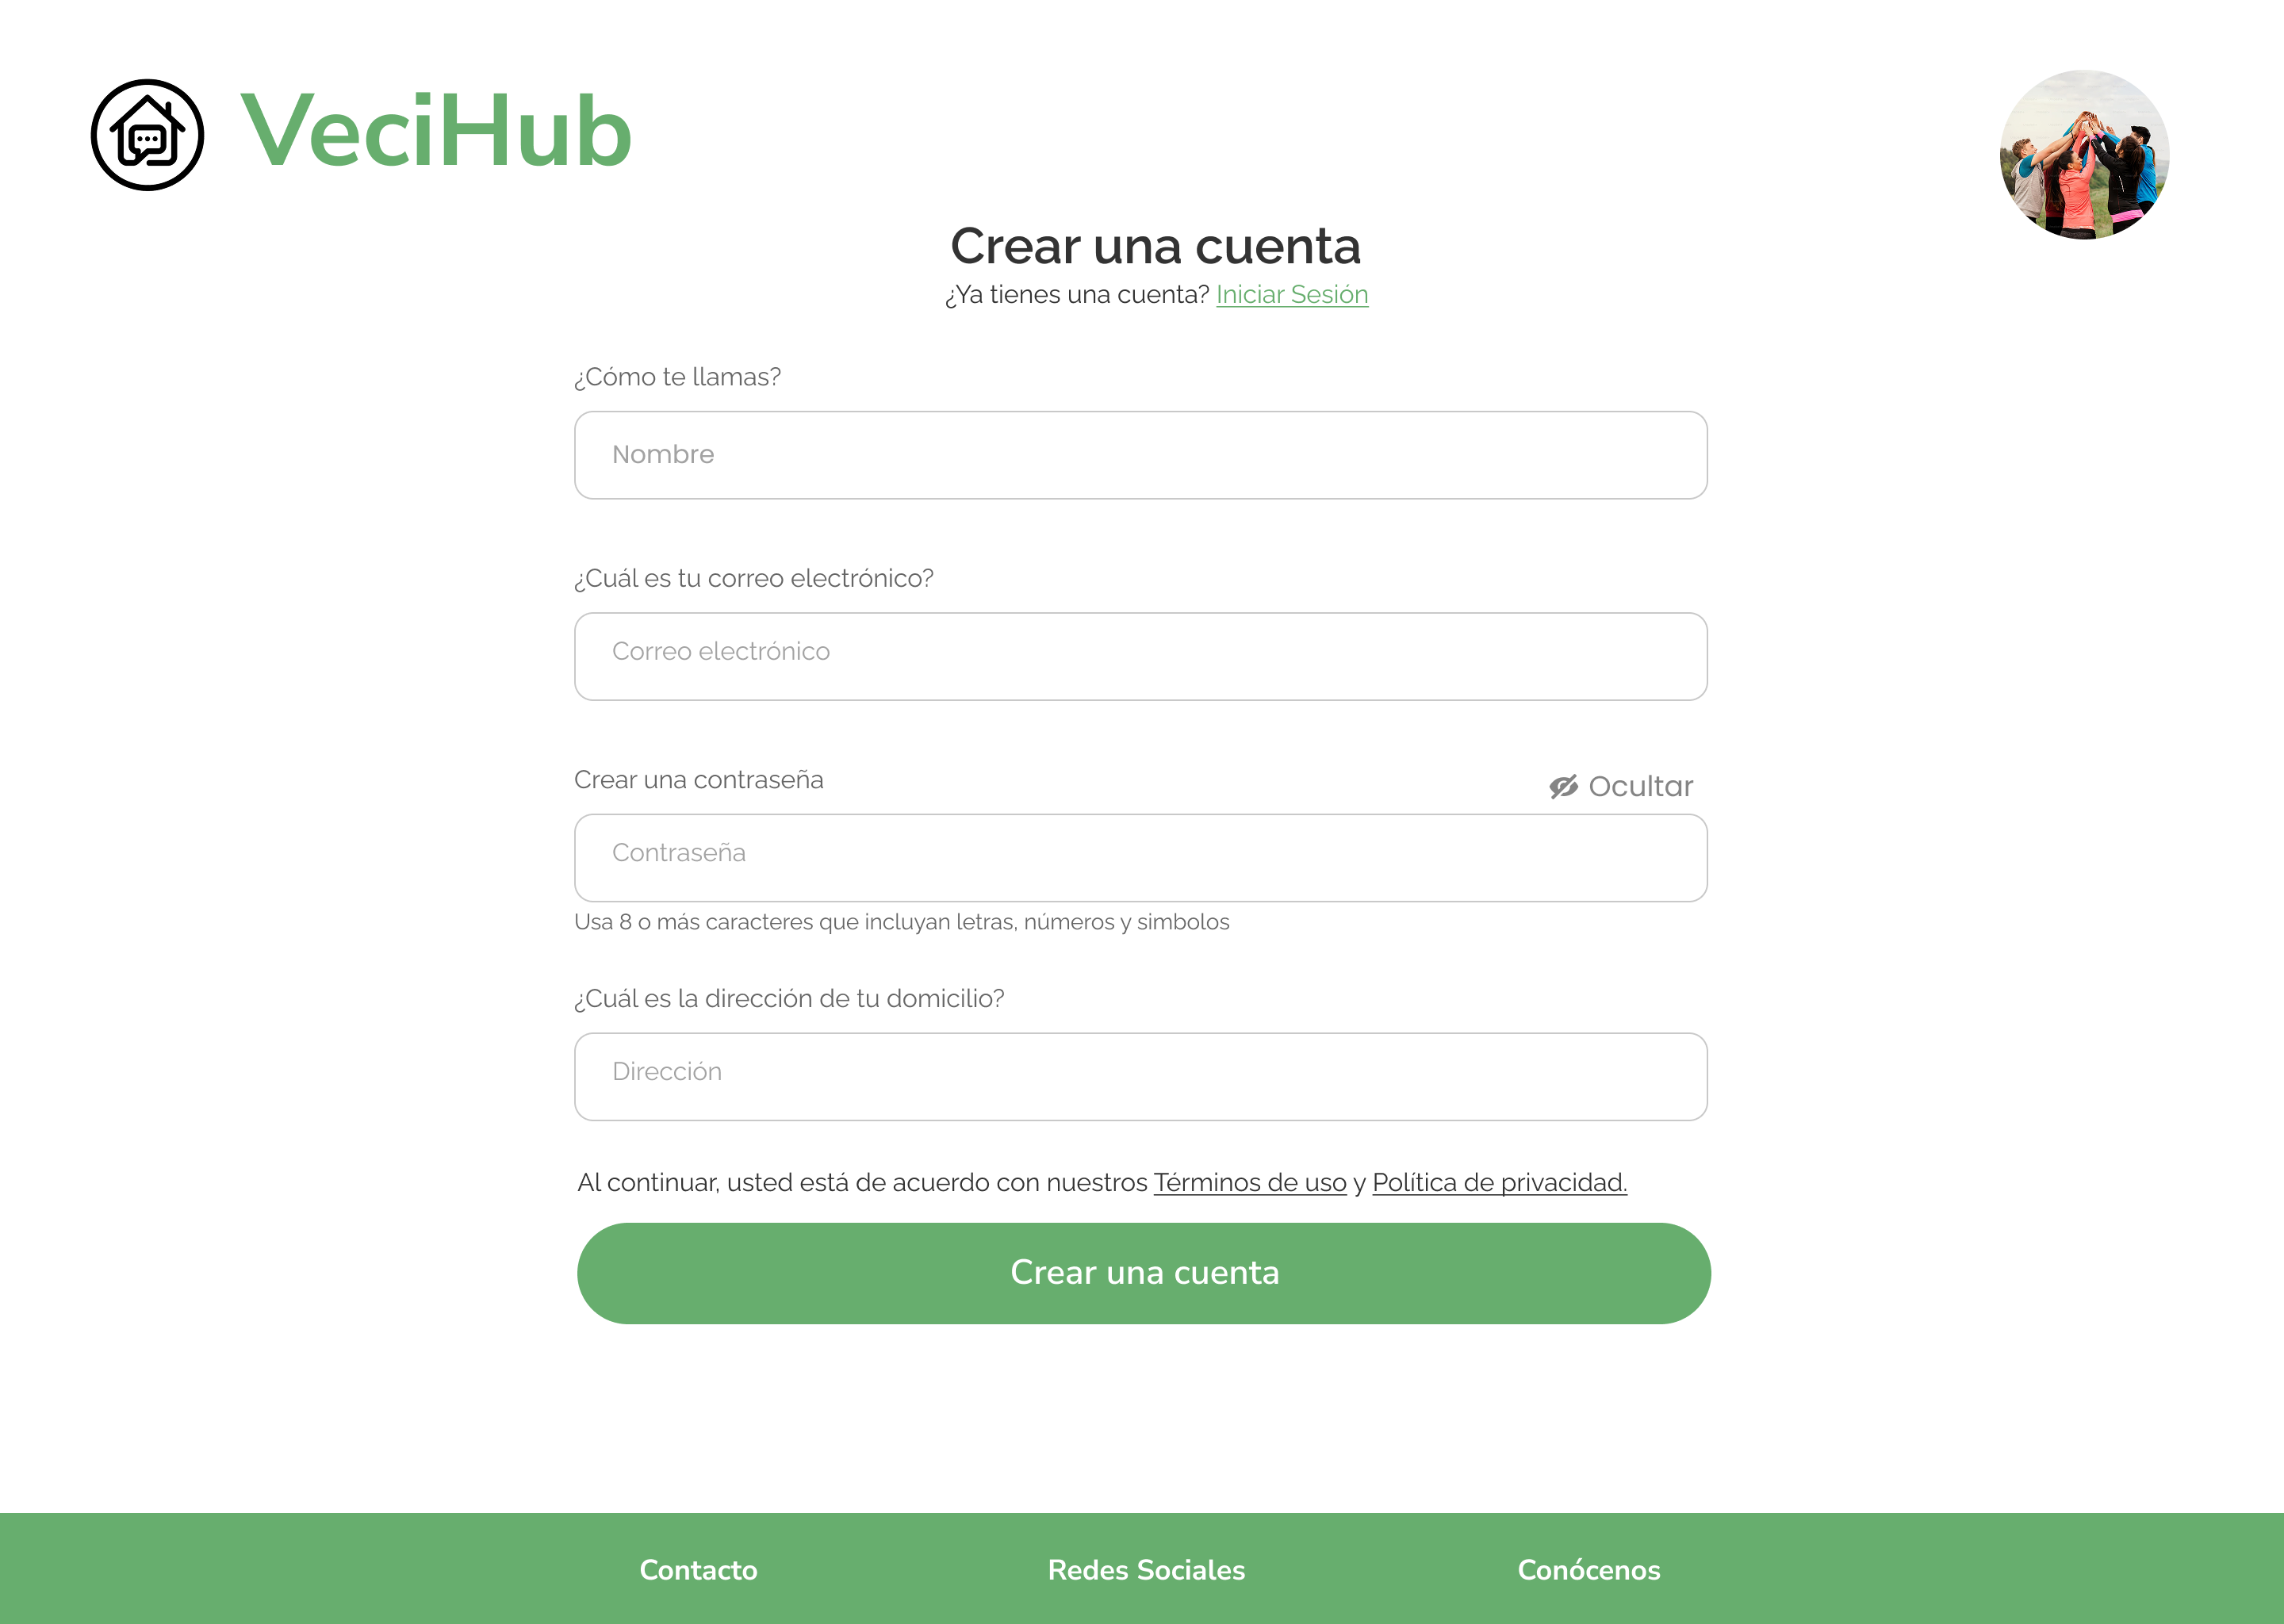 VeciHub
Crear una cuenta
¿Ya tienes una cuenta? Iniciar Sesión
¿Cómo te llamas?
Nombre
¿Cuál es tu correo electrónico?
Correo electrónico
Crear una contraseña
Ocultar
Contraseña
Usa 8 o más caracteres que incluyan letras, números y simbolos
¿Cuál es la dirección de tu domicilio?
Dirección
Al continuar, usted está de acuerdo con nuestros Términos de uso y Política de privacidad.
Crear una cuenta
Contacto
Redes Sociales
Conócenos